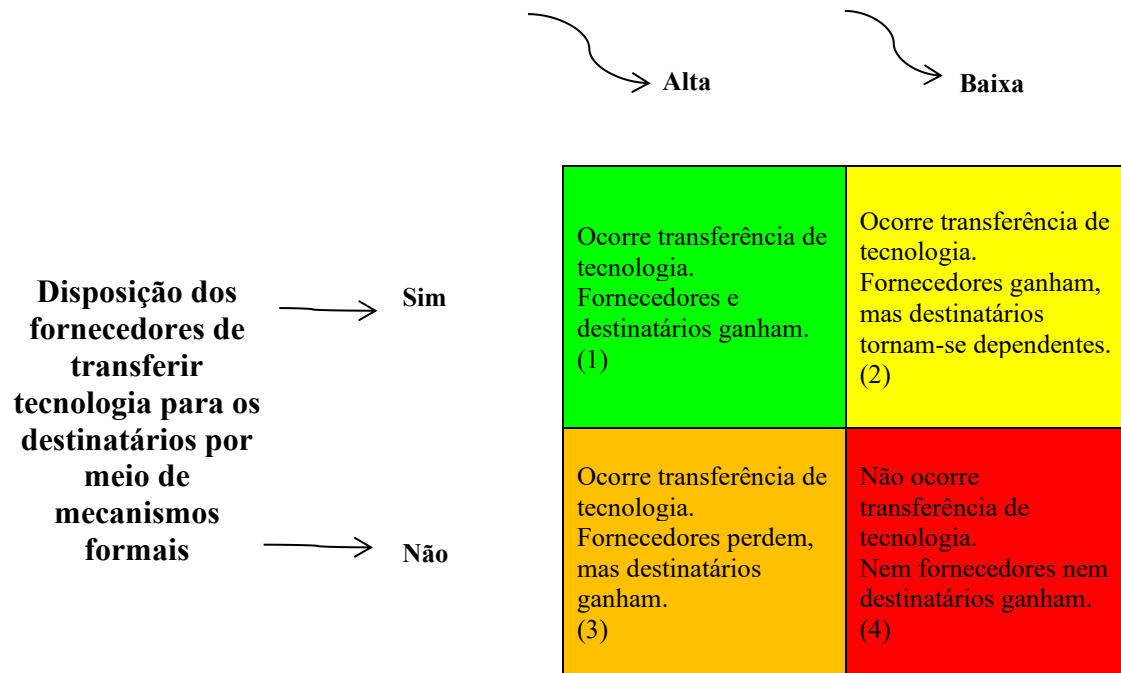 Alta
Baixa
Disposição dos
fornecedores de
transferir
tecnologia para os
destinatários por
meio de
mecanismos
formais
Sim
Não
Ocorre transferência de
tecnologia.
Fornecedores e
destinatários ganham.
(1)
Ocorre transferência de
tecnologia.
Fornecedores ganham,
mas destinatários
tornam-se dependentes.
(2)
Ocorre transferência de
tecnologia.
Fornecedores perdem,
mas destinatários
ganham.
(3)
Não ocorre
transferência de
tecnologia.
Nem fornecedores nem
destinatários ganham.
(4)